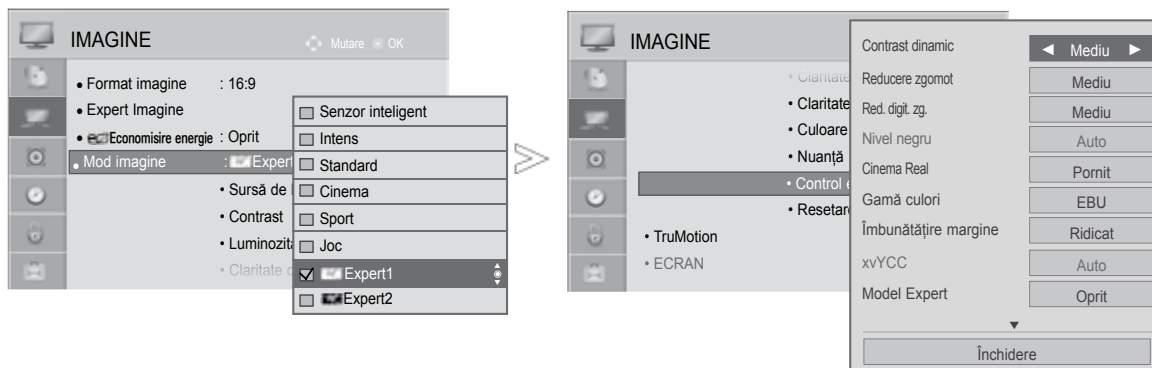 IMAGINE
Mutare OK
• Format imagine : 16:9
• Expert Imagine
• Economisire energie : Oprit
• Mod imagine : Expert
• Sursă de
• Contrast
• Luminozit
• Claritate
Senzor inteligent
Intens
Standard
Cinema
Sport
Joc
Expert1
Expert2
IMAGINE
• Claritate
• Claritate
• Culoare
• Nuanță
• Control
• Resetar
• TruMotion
• ECRAN
Contrast dinamic ◄ Mediu ►
Reducere zgomot Mediu
Red. digit. zg. Mediu
Nivel negru Auto
Cinema Real Pornit
Gamă culori EBU
Îmbunătățire margine Ridicat
xvYCC Auto
Model Expert Oprit
▼
Închidere